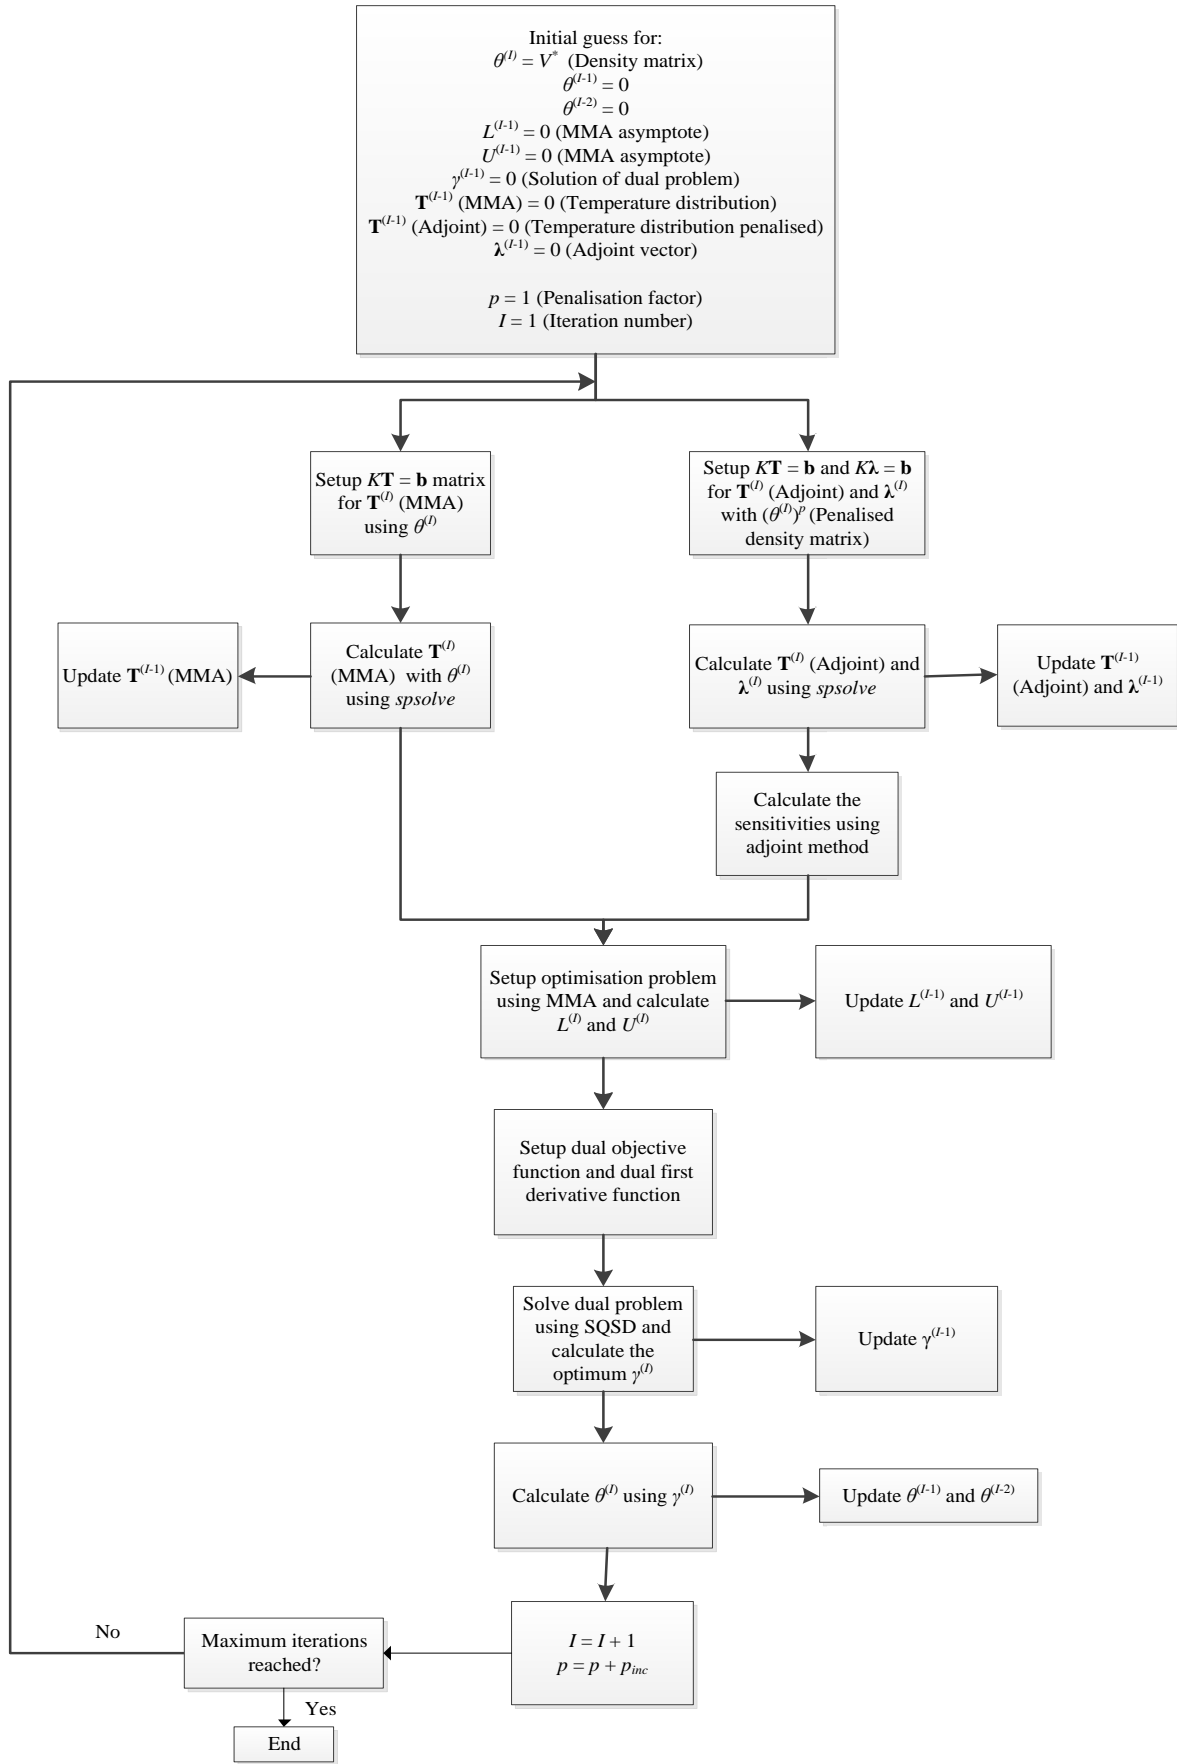 Initial guess for:
θ^(I) = V^* (Density matrix)
θ^(I-1) = 0
θ^(I-2) = 0
L^(I-1) = 0 (MMA asymptote)
U^(I-1) = 0 (MMA asymptote)
γ^(I-1) = 0 (Solution of dual problem)
T^(I-1) (MMA) = 0 (Temperature distribution)
T^(I-1) (Adjoint) = 0 (Temperature distribution penalised)
λ^(I-1) = 0 (Adjoint vector)
p = 1 (Penalisation factor)
I = 1 (Iteration number)
Setup KT = b matrix
for T^(I) (MMA)
using θ^(I)
Setup KT = b and Kλ = b
for T^(I) (Adjoint) and λ^(I)
with (θ^(I))^p (Penalised
density matrix)
Update T^(I-1) (MMA)
Calculate T^(I)
(MMA) with θ^(I)
using spsolve
Calculate T^(I) (Adjoint) and
λ^(I) using spsolve
Update T^(I-1)
(Adjoint) and λ^(I-1)
Calculate the
sensitivities using
adjoint method
Setup optimisation problem
using MMA and calculate
L^(I) and U^(I)
Update L^(I-1) and U^(I-1)
Setup dual objective
function and dual first
derivative function
Solve dual problem
using SQSD and
calculate the
optimum γ^(I)
Update γ^(I-1)
Calculate θ^(I) using γ^(I)
Update θ^(I-1) and θ^(I-2)
I = I + 1
p = p + p_inc
No
Maximum iterations
reached?
Yes
End